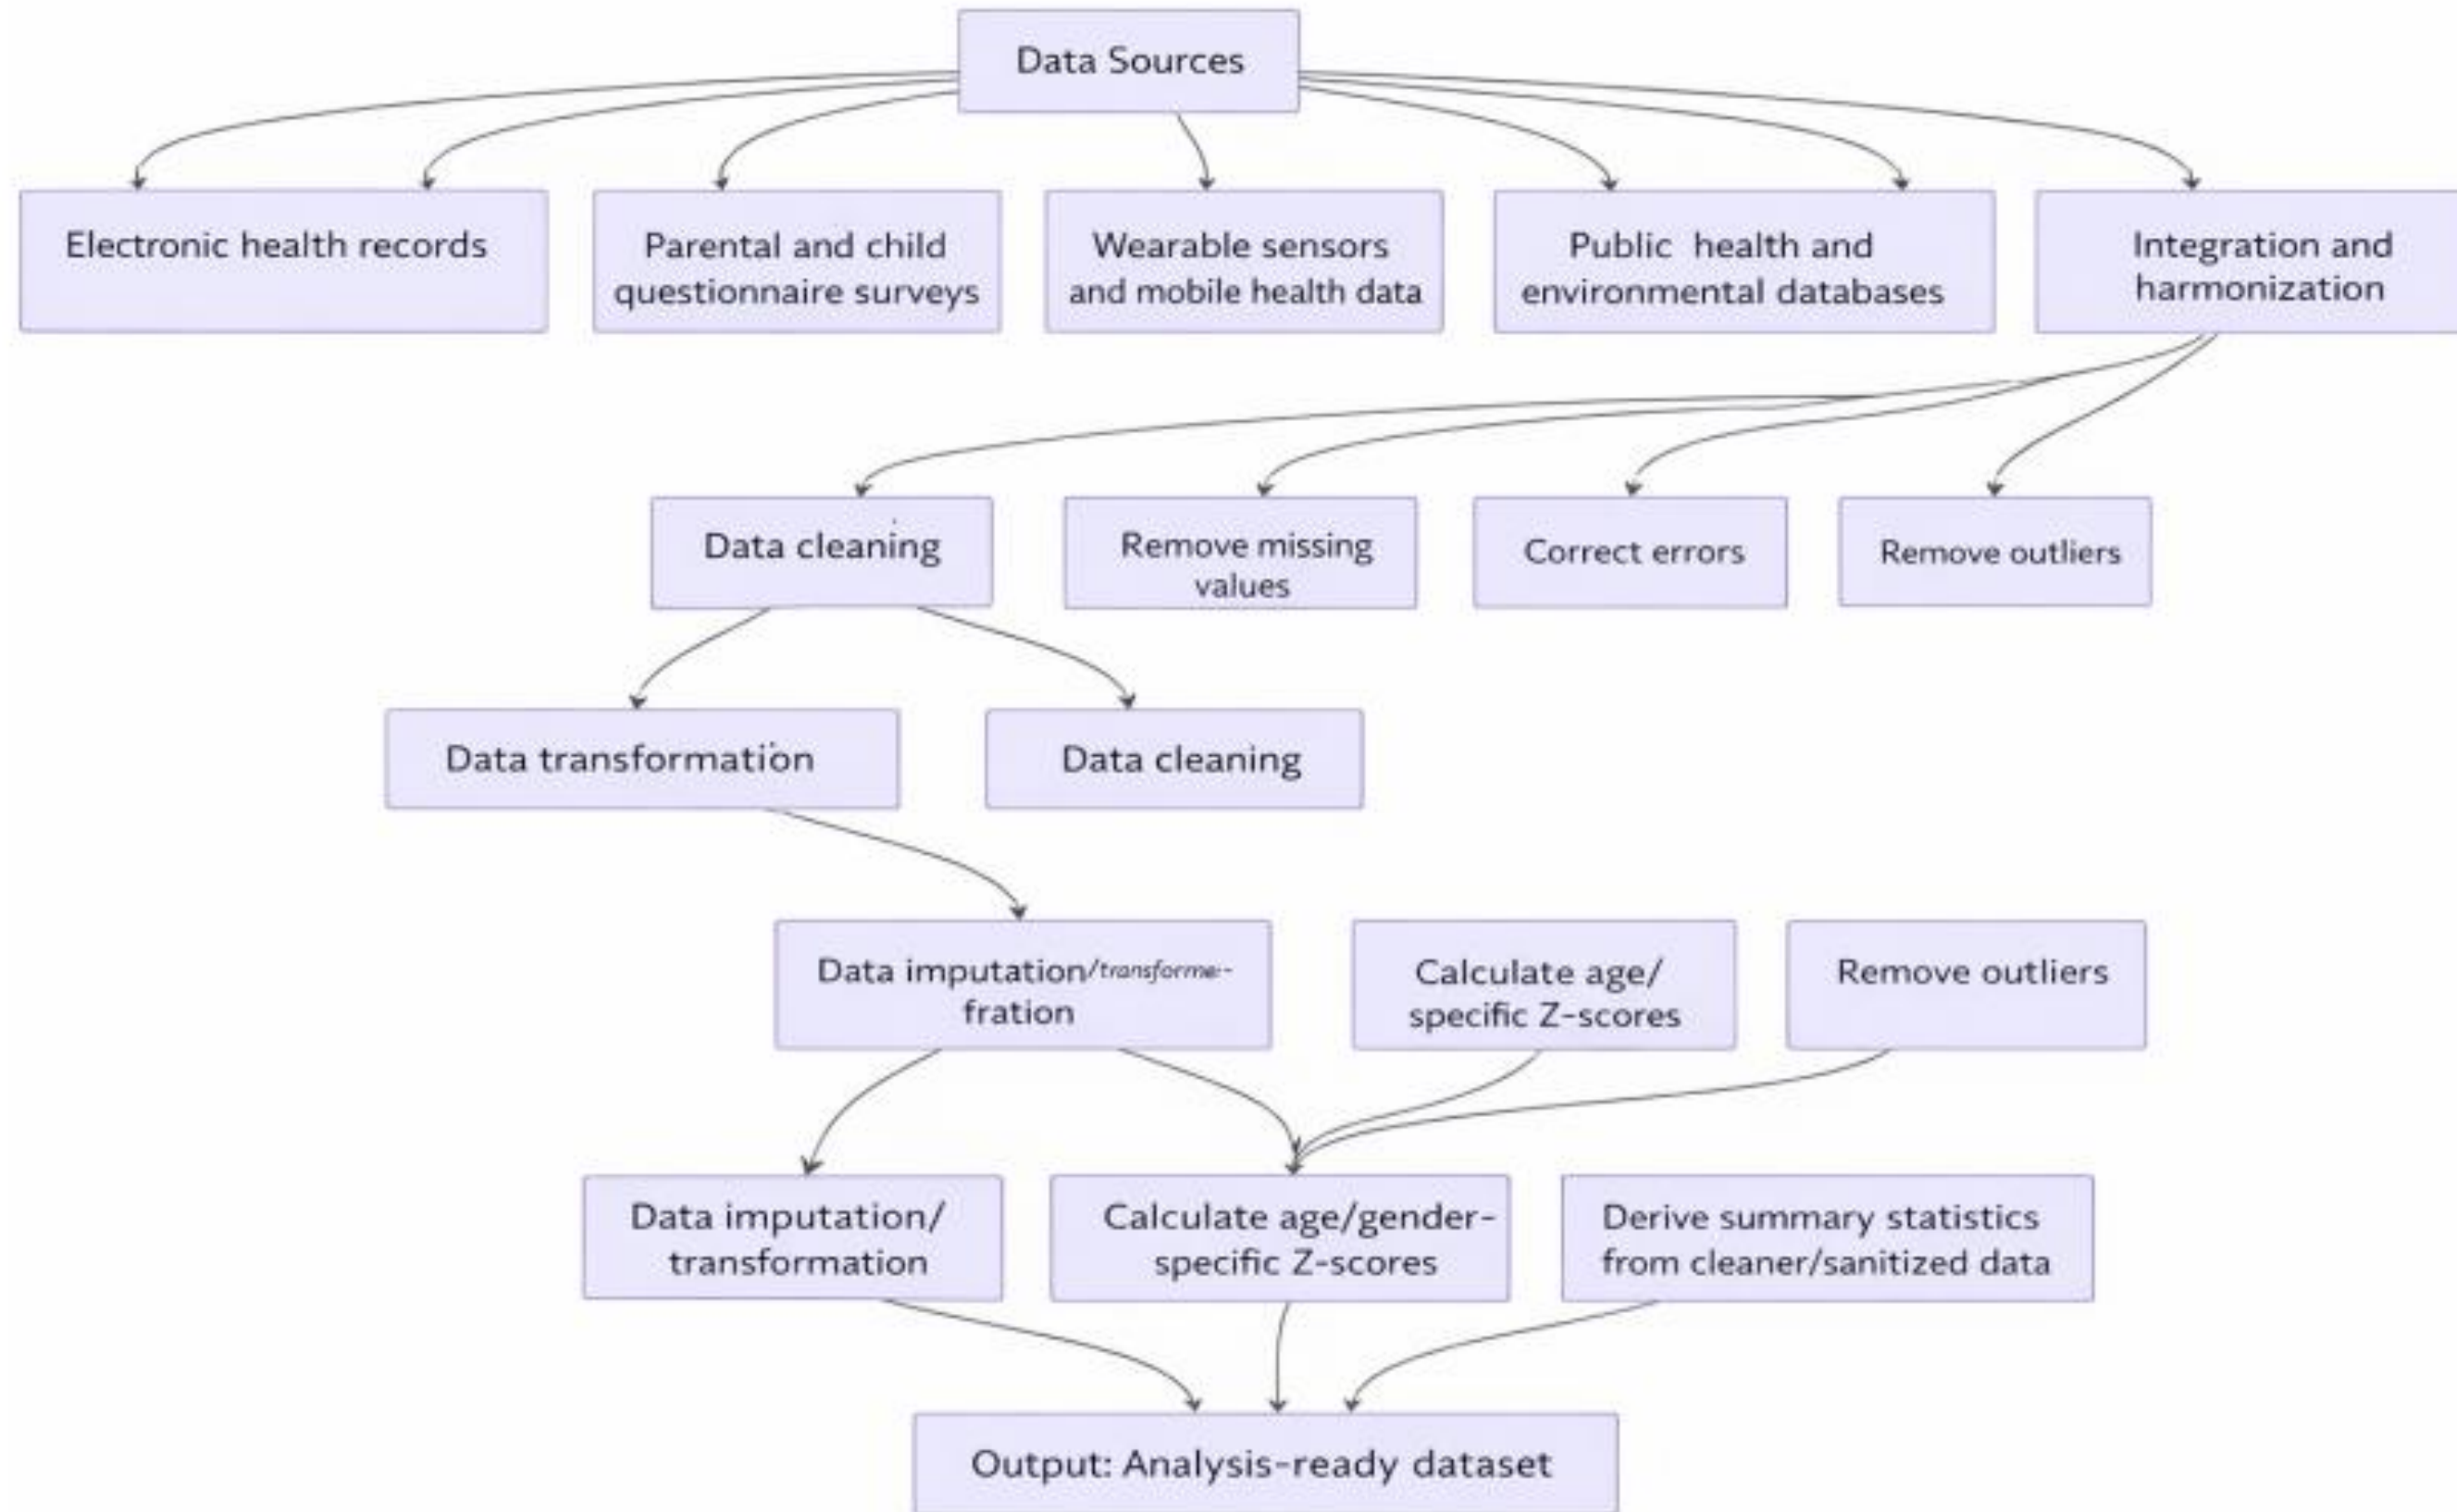 Data Sources
Electronic health records
Parental and child
questionnaire surveys
Wearable sensors
and mobile health data
Public health and
environmental databases
Integration and
harmonization
Data cleaning
Remove missing
values
Correct errors
Remove outliers
Data transformation
Data cleaning
Data imputation/transforme-
fration
Calculate age/
specific Z-scores
Remove outliers
Data imputation/
transformation
Calculate age/gender-
specific Z-scores
Derive summary statistics
from cleaner/sanitized data
Output: Analysis-ready dataset